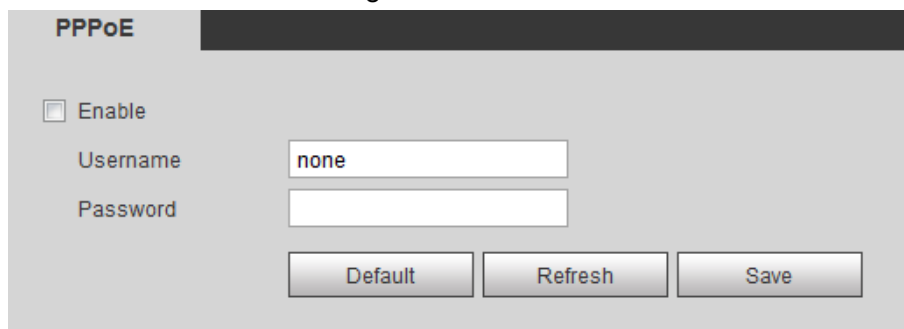 PPPoE
Enable
Username none
Password
Default Refresh Save